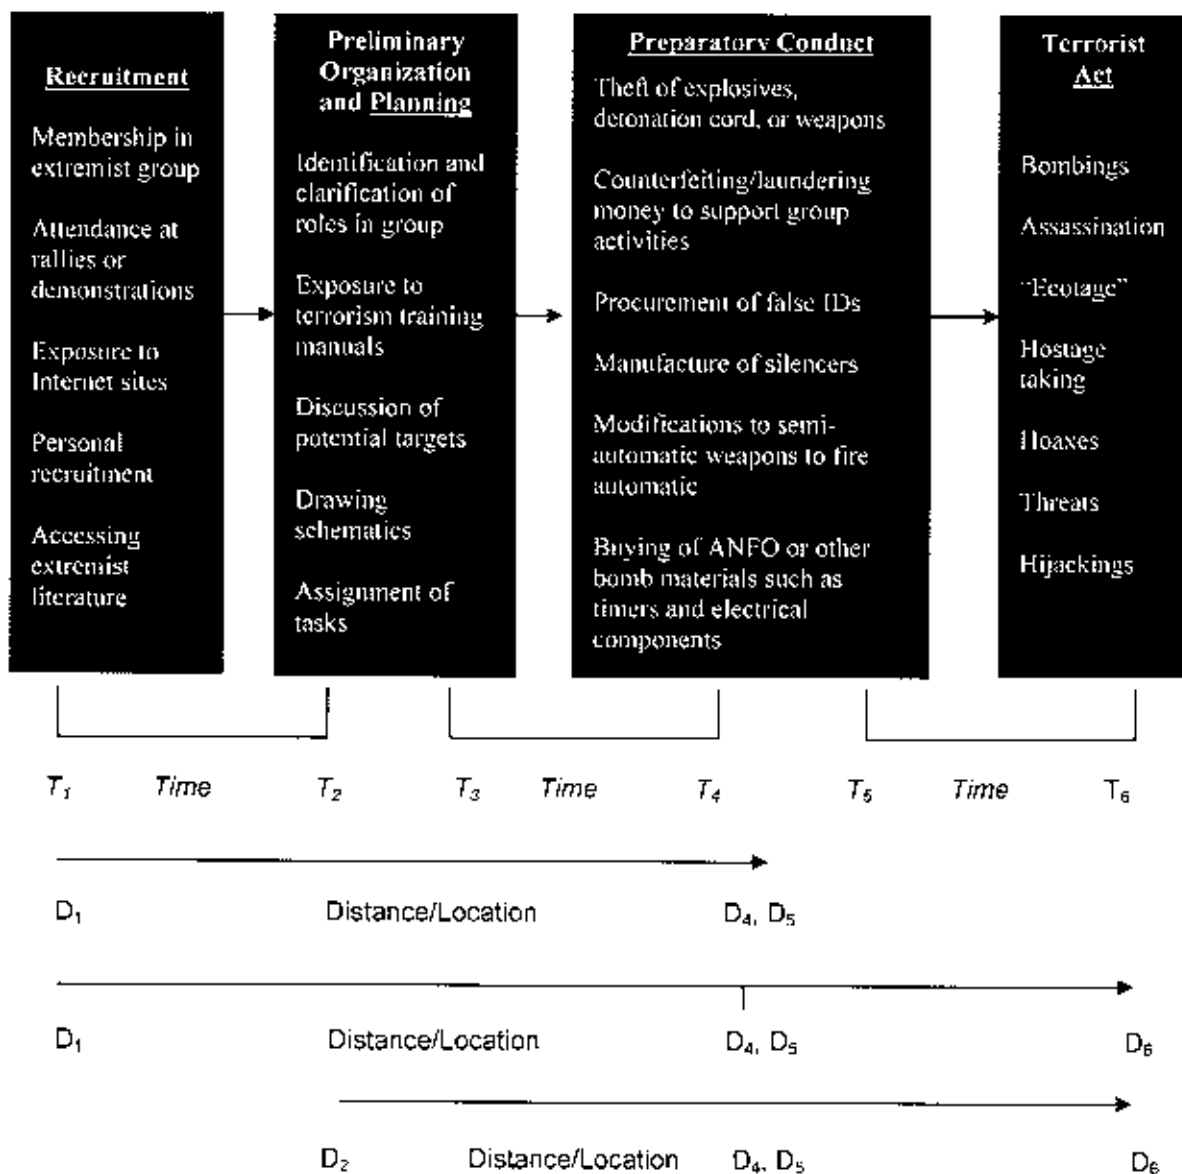 Recruitment
Membership in
extremist group
Attendance at
rallies or
demonstrations
Exposure to
Internet sites
Personal
recruitment
Accessing
extremist
literature
Preliminary
Organization
and Planning
Identification and
clarification of
roles in group
Exposure to
terrorism training
manuals
Discussion of
potential targets
Drawing
schematics
Assignment of
tasks
Preparatory Conduct
Theft of explosives,
detonation cord, or weapons
Counterfeiting/laundering
money to support group
activities
Procurement of false IDs
Manufacture of silencers
Modifications to semi-
automatic weapons to fire
automatic
Buying of ANFO or other
bomb materials such as
timers and electrical
components
Terrorist
Act
Bombings
Assassination
"Ecotage"
Hostage
taking
Hoaxes
Threats
Hijackings
T₁ Time T₂ T₃ Time T₄ T₅ Time T₆
D₁ Distance/Location D₄, D₅
D₁ Distance/Location D₄, D₅ D₆
D₂ Distance/Location D₄, D₅ D₆